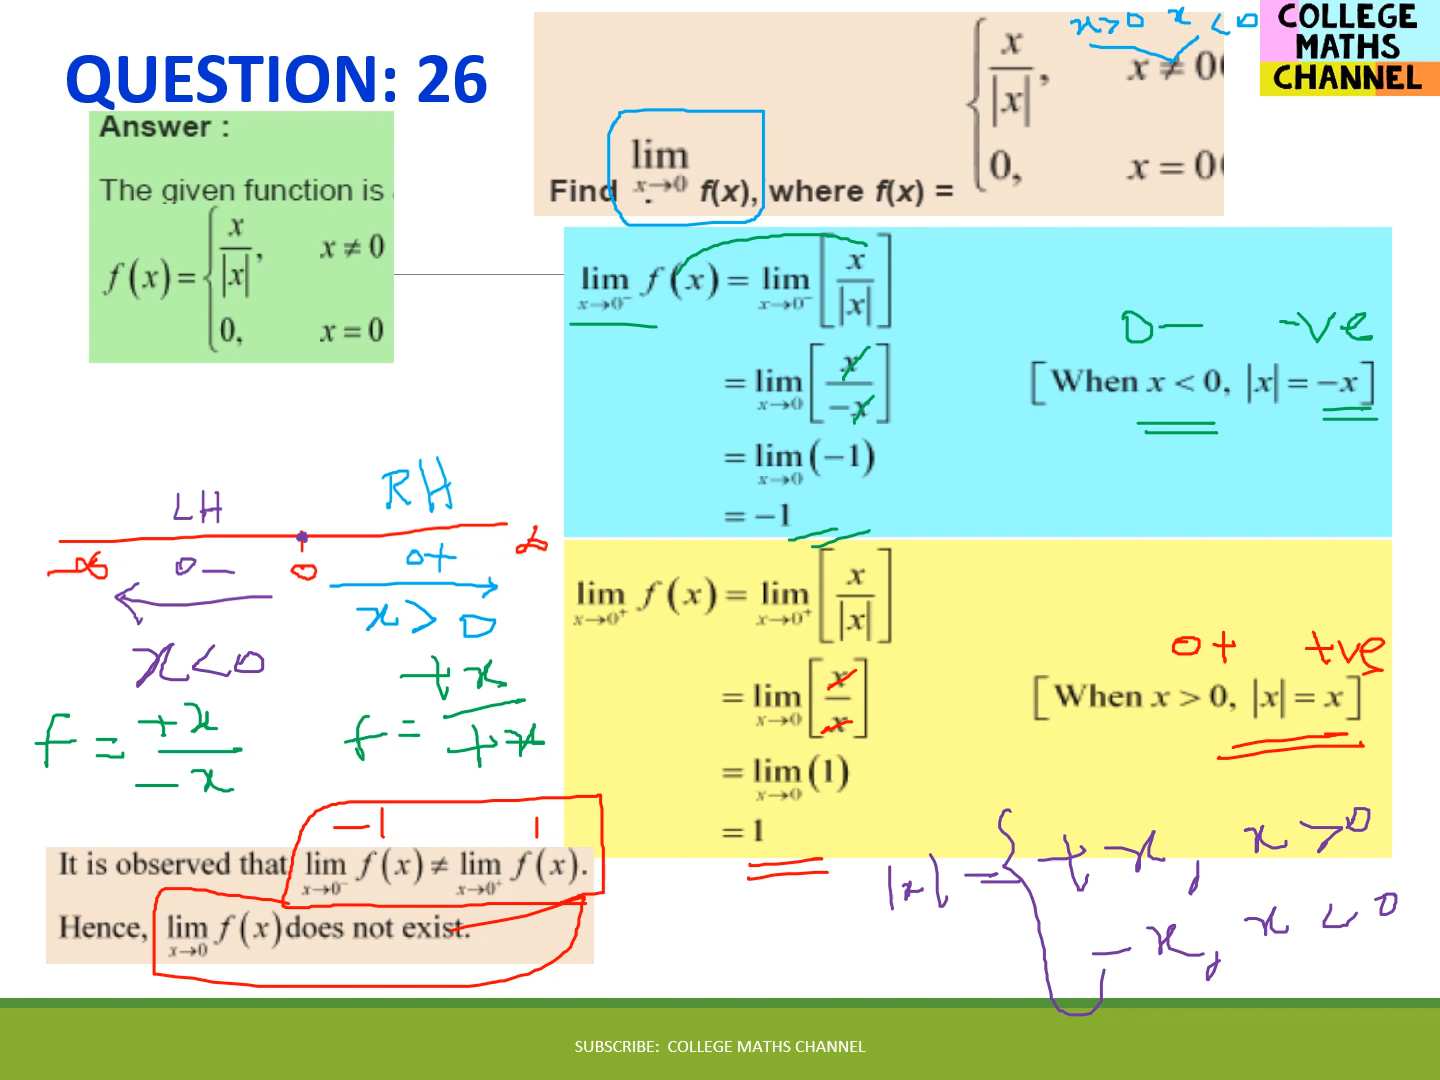 QUESTION: 26
COLLEGE
MATHS
CHANNEL
x>0 x <0
Find lim x→0 f(x), where f(x) = { x/|x|, x ≠ 0
0, x = 0
Answer :
The given function is
f(x) = { x/|x|, x ≠ 0
0, x = 0
lim x→0⁻ f(x) = lim x→0⁻ [x/|x|]
0− -ve
= lim x→0 [x/−x] [When x < 0, |x| = −x]
= lim x→0 (−1)
= −1
LH RH
0− 0 0+
x<0 x>0
f = +x/−x f = +x/+x
lim x→0⁺ f(x) = lim x→0⁺ [x/|x|]
0+ +ve
= lim x→0 [x/x] [When x > 0, |x| = x]
= lim x→0 (1)
= 1
−1 1
It is observed that lim x→0⁻ f(x) ≠ lim x→0⁺ f(x).
Hence, lim x→0 f(x) does not exist.
|x| = { +x, x >0
−x, x <0
SUBSCRIBE: COLLEGE MATHS CHANNEL